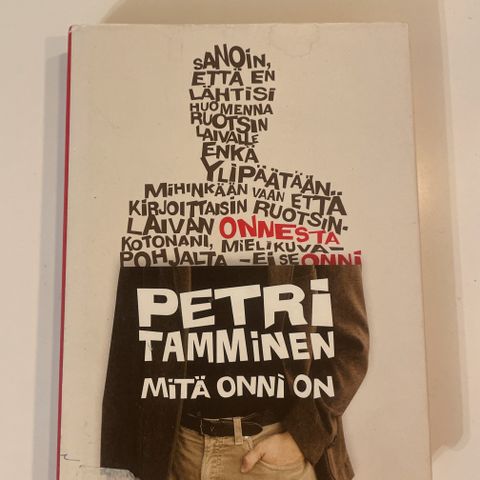 SANOIN,
ETTÄ EN
LÄHTISI
HUOMENNA
RUOTSIN
LAIVALLE
ENKÄ
YLIPÄÄTÄÄN..
MIHINKÄÄN VAAN ETTÄ
KIRJOITTAISIN RUOTSIN-
LAIVAN ONNESTA
KOTONANI, MIELIKUVA-
POHJALTA - EI SE ONNI
PETRI
TAMMINEN
MITÄ ONNI ON